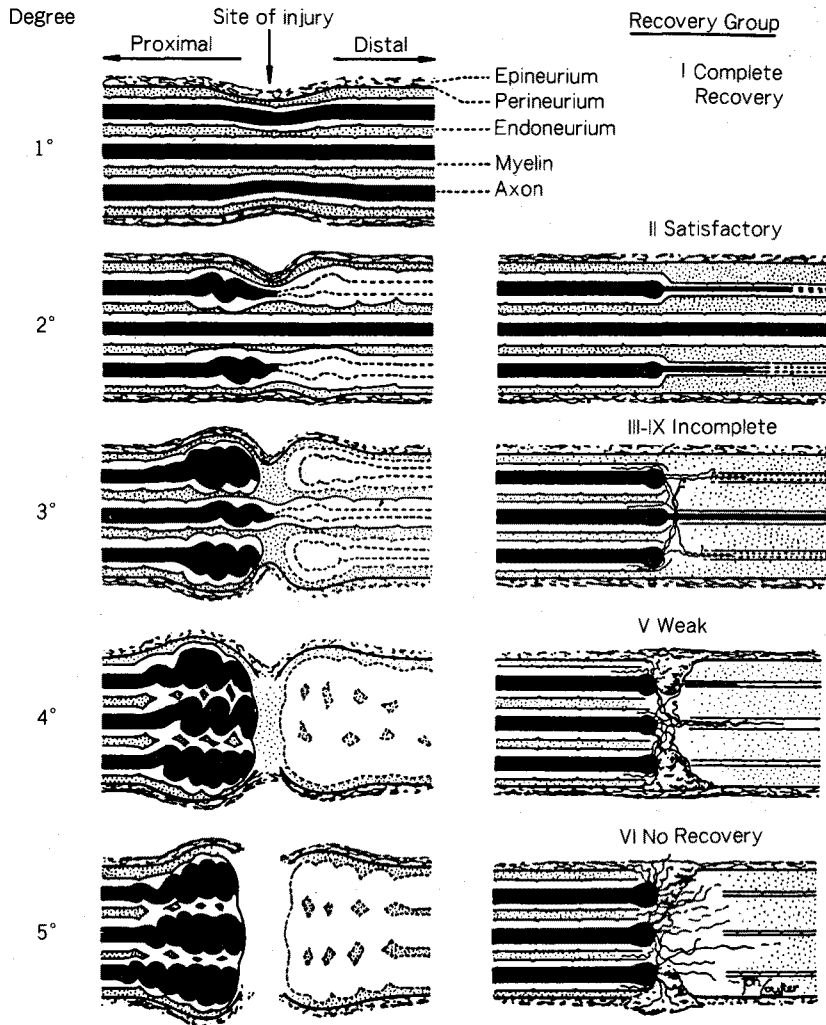 Degree
Site of injury
Proximal
Distal
Recovery Group
Epineurium
Perineurium
Endoneurium
Myelin
Axon
I Complete
Recovery
1°
II Satisfactory
2°
III-IX Incomplete
3°
V Weak
4°
VI No Recovery
5°